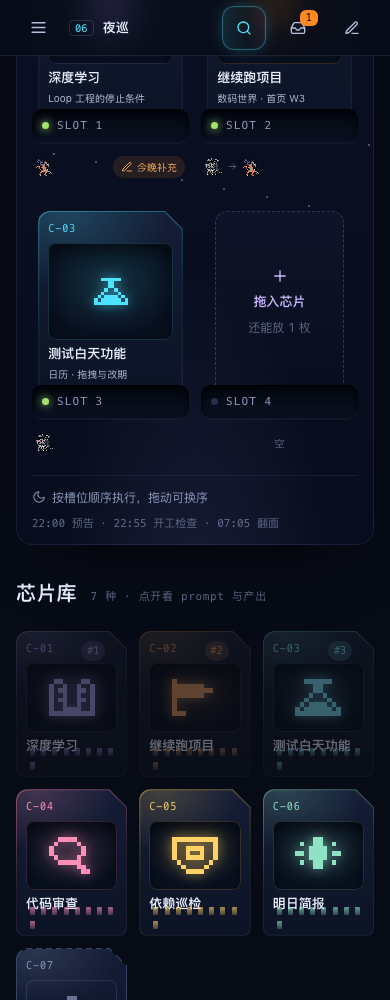 06 夜巡
1
深度学习
继续跑项目
Loop 工程的停止条件
数码世界 · 首页 W3
SLOT 1
SLOT 2
今晚补充
→
C-03
+
拖入芯片
还能放 1 枚
测试白天功能
日历 · 拖拽与改期
SLOT 3
SLOT 4
空
按槽位顺序执行，拖动可换序
22:00 预告 · 22:55 开工检查 · 07:05 翻面
芯片库 7 种 · 点开看 prompt 与产出
C-01 #1
C-02 #2
C-03 #3
深度学习
继续跑项目
测试白天功能
C-04
C-05
C-06
代码审查
依赖巡检
明日简报
C-07